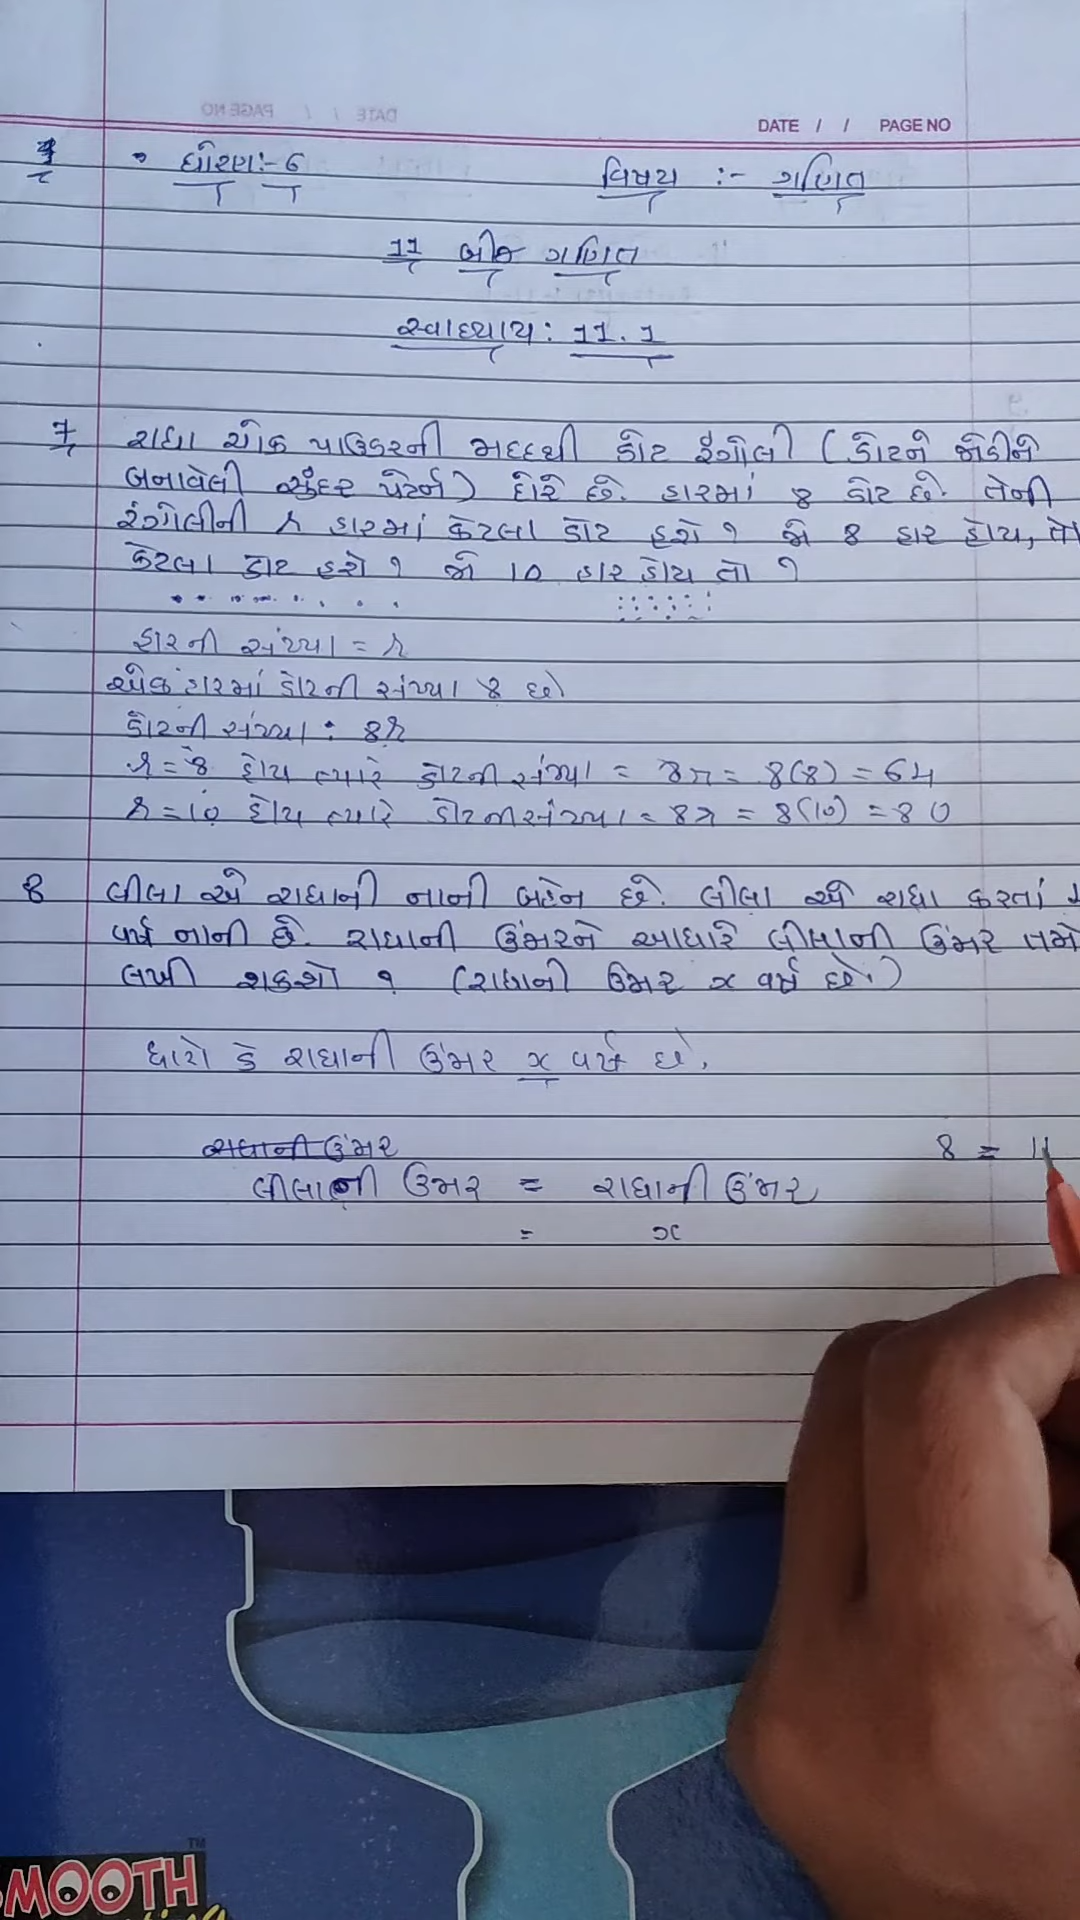 DATE / / PAGE NO
ધોરણ:- 6 વિષય :- ગણિત
11 બીજ ગણિત
સ્વાધ્યાય: 11.1
7 રાધા ચોક પાઉડરની મદદથી ડોટ રંગોલી (ડોટને જોડીને
બનાવેલી સુંદર પેટર્ન) દોરે છે. હારમાં 8 ડોટ છે. તેની
રંગોલીની r હારમાં કેટલા ડોટ હશે ? જો 8 હાર હોય, તો
કેટલા ડોટ હશે ? જો 10 હાર હોય તો ?
હારની સંખ્યા = r
એક હારમાં ડોટની સંખ્યા 8 છે
ડોટની સંખ્યા : 8r
r = 8 હોય ત્યારે ડોટની સંખ્યા = 8r = 8(8) = 64
r = 10 હોય ત્યારે ડોટની સંખ્યા = 8r = 8(10) = 80
8 લીલા એ રાધાની નાની બહેન છે. લીલા એ રાધા કરતાં
વર્ષ નાની છે. રાધાની ઉંમરને આધારે લીલાની ઉંમર તમે
લખી શકશો ? (રાધાની ઉંમર x વર્ષ છે.)
ધારો કે રાધાની ઉંમર x વર્ષ છે.
રાધાની ઉંમર 8 = 11
લીલાની ઉંમર = રાધાની ઉંમર
= x
MOOTH
TM